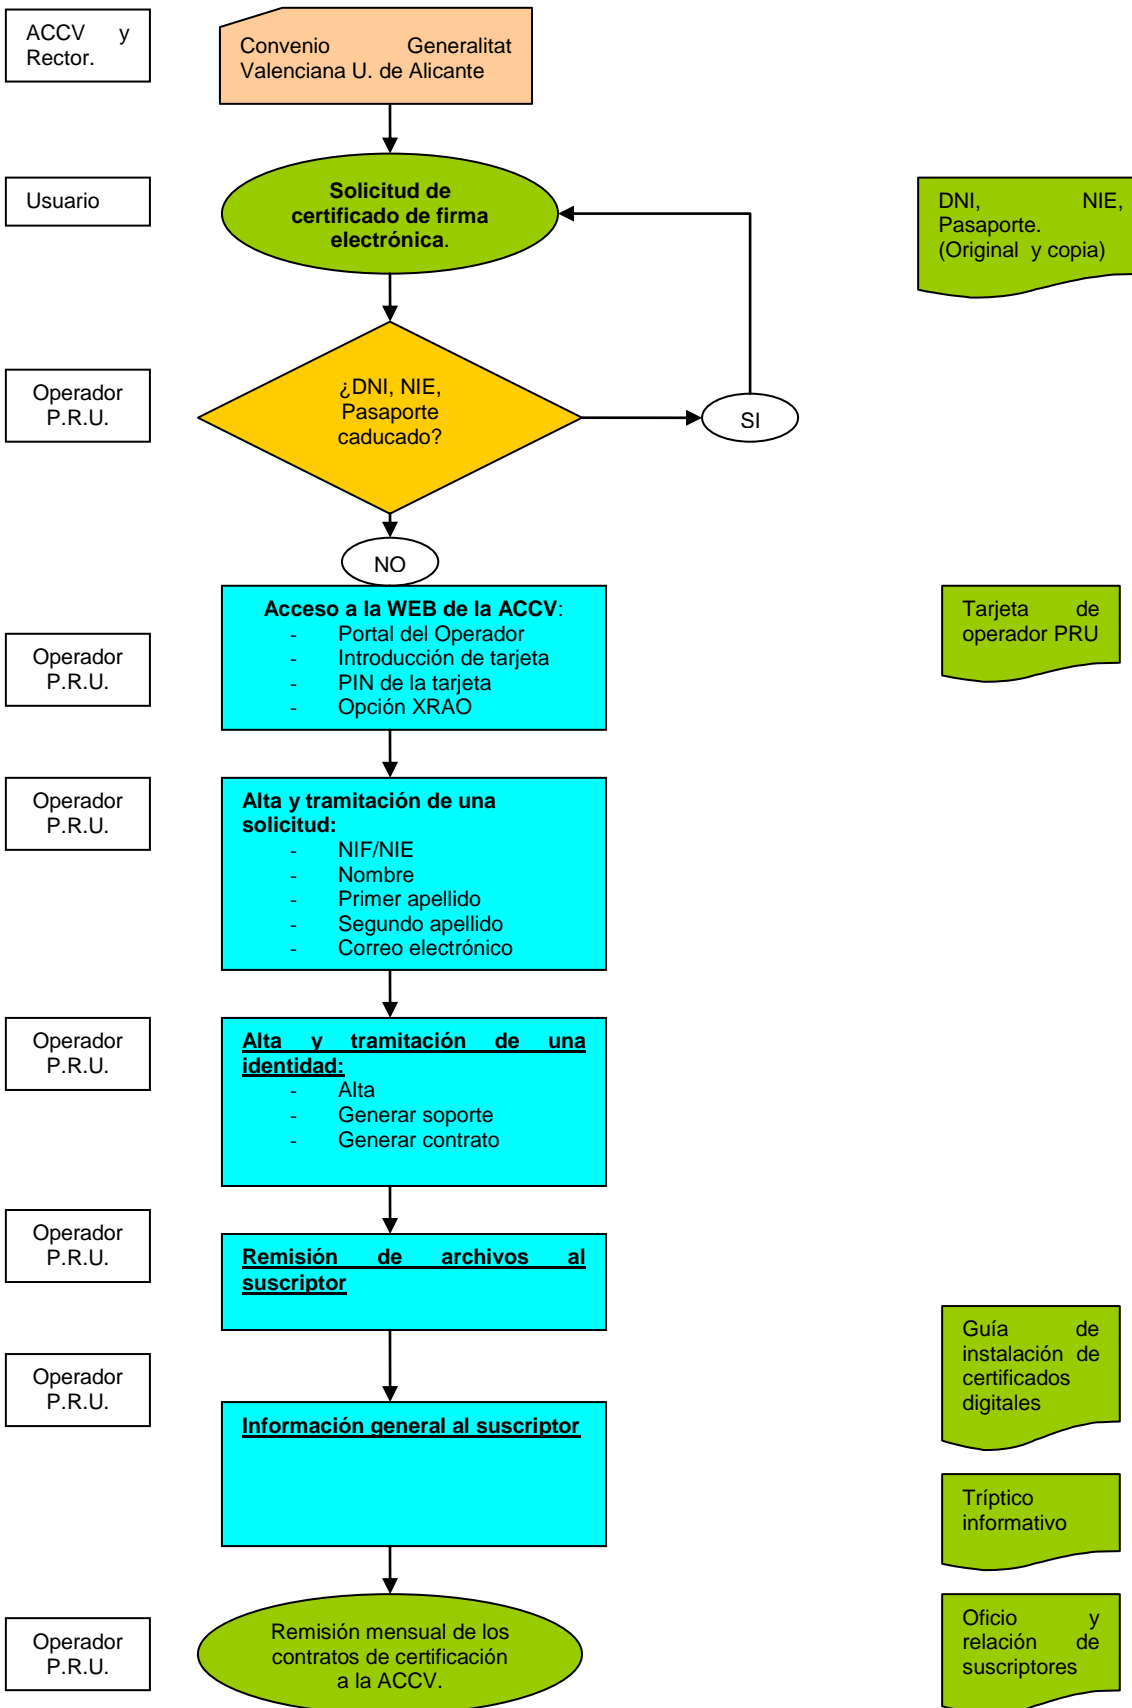 ACCV y
Rector.
Convenio Generalitat
Valenciana U. de Alicante
Usuario
Solicitud de
certificado de firma
electrónica.
DNI, NIE,
Pasaporte.
(Original y copia)
Operador
P.R.U.
¿DNI, NIE,
Pasaporte
caducado?
SI
NO
Operador
P.R.U.
Acceso a la WEB de la ACCV:
- Portal del Operador
- Introducción de tarjeta
- PIN de la tarjeta
- Opción XRAO
Tarjeta de
operador PRU
Operador
P.R.U.
Alta y tramitación de una
solicitud:
- NIF/NIE
- Nombre
- Primer apellido
- Segundo apellido
- Correo electrónico
Operador
P.R.U.
Alta y tramitación de una
identidad:
- Alta
- Generar soporte
- Generar contrato
Operador
P.R.U.
Remisión de archivos al
suscriptor
Operador
P.R.U.
Información general al suscriptor
Guía de
instalación de
certificados
digitales
Tríptico
informativo
Operador
P.R.U.
Remisión mensual de los
contratos de certificación
a la ACCV.
Oficio y
relación de
suscriptores